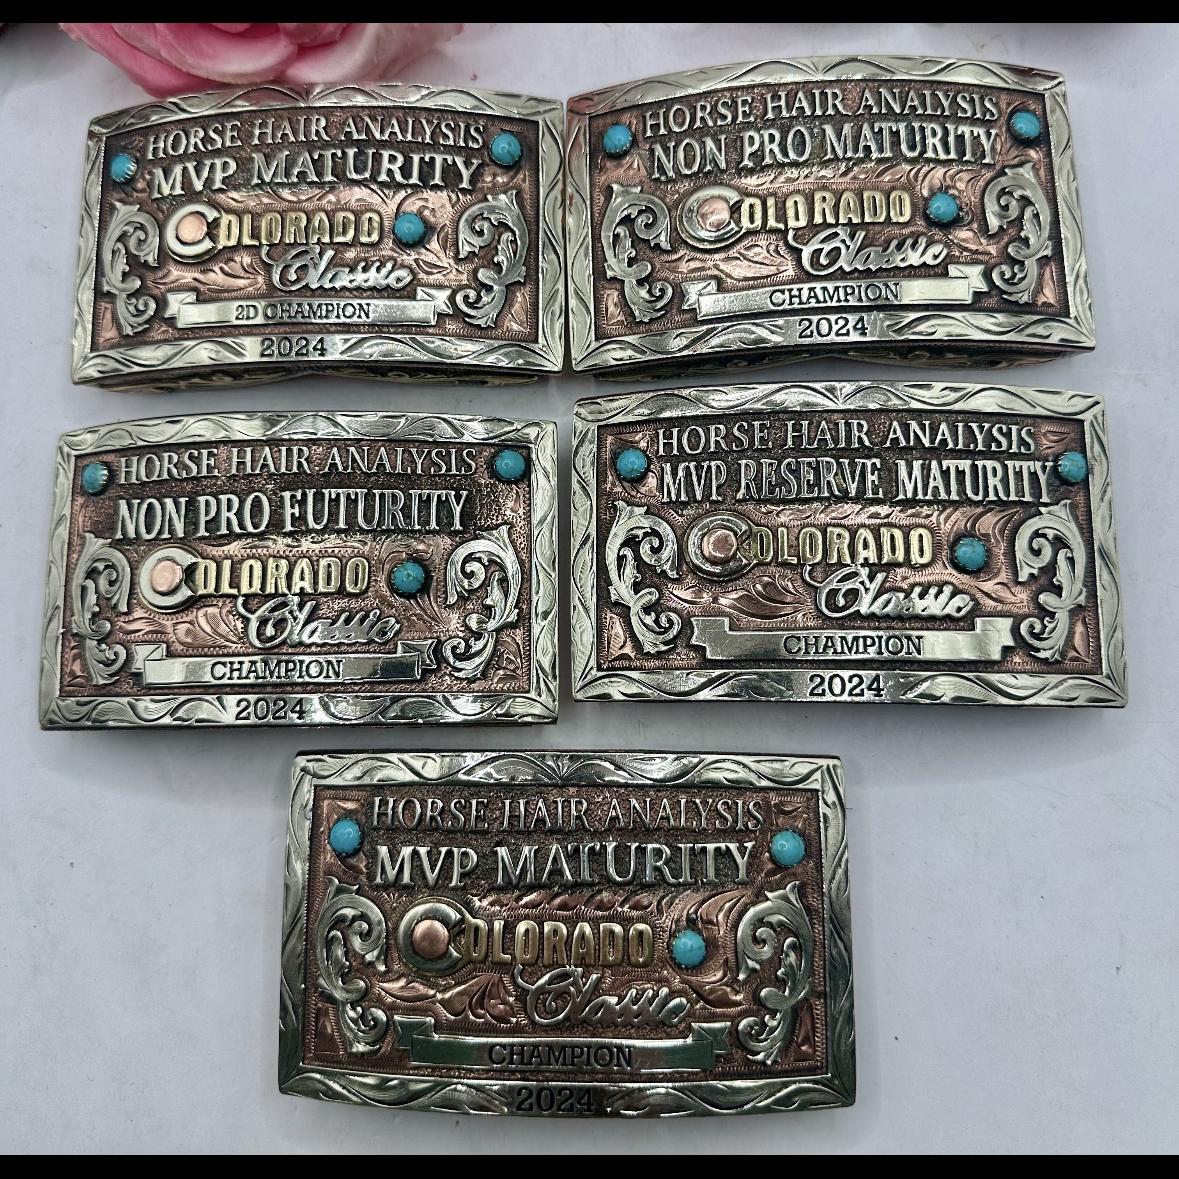 HORSE HAIR ANALYSIS
MVP MATURITY
COLORADO
Classic
2D CHAMPION
2024
HORSE HAIR ANALYSIS
NON PRO MATURITY
COLORADO
Classic
CHAMPION
2024
HORSE HAIR ANALYSIS
NON PRO FUTURITY
COLORADO
Classic
CHAMPION
2024
HORSE HAIR ANALYSIS
MVP RESERVE MATURITY
COLORADO
Classic
CHAMPION
2024
HORSE HAIR ANALYSIS
MVP MATURITY
COLORADO
Classic
CHAMPION
2024